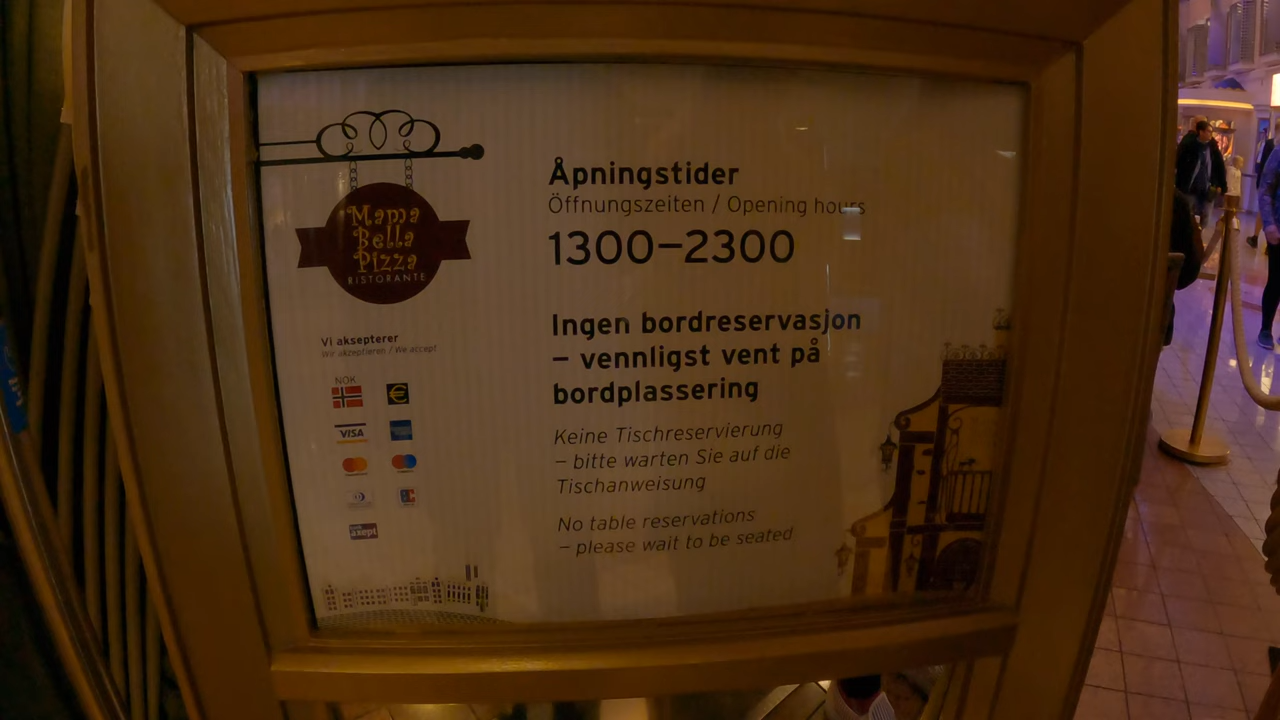 Mama
Bella
Pizza
RISTORANTE
Vi aksepterer
Wir akzeptieren / We accept
NOK
VISA
Åpningstider
Öffnungszeiten / Opening hours
1300–2300
Ingen bordreservasjon
– vennligst vent på
bordplassering
Keine Tischreservierung
– bitte warten Sie auf die
Tischanweisung
No table reservations
– please wait to be seated